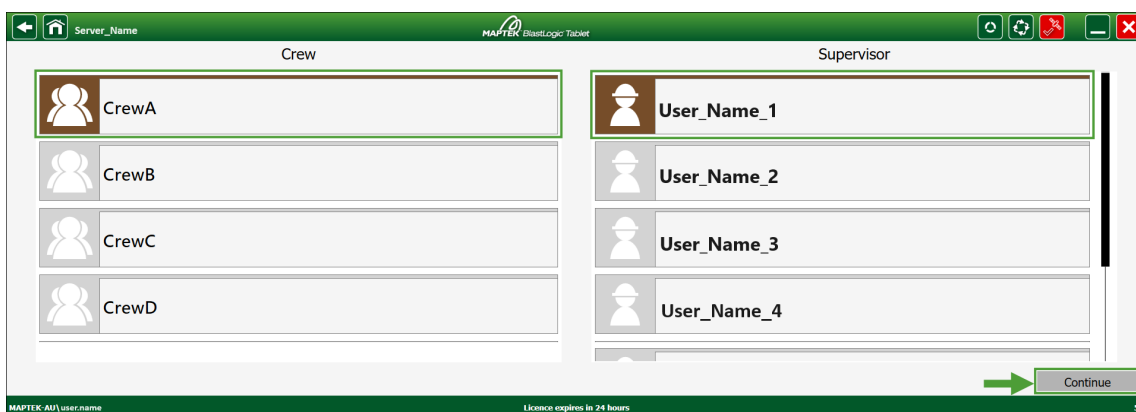 Server_Name
MAPTEK BlastLogic Tablet
Crew
Supervisor
CrewA
User_Name_1
CrewB
User_Name_2
CrewC
User_Name_3
CrewD
User_Name_4
Continue
MAPTEK-AU\user.name
Licence expires in 24 hours